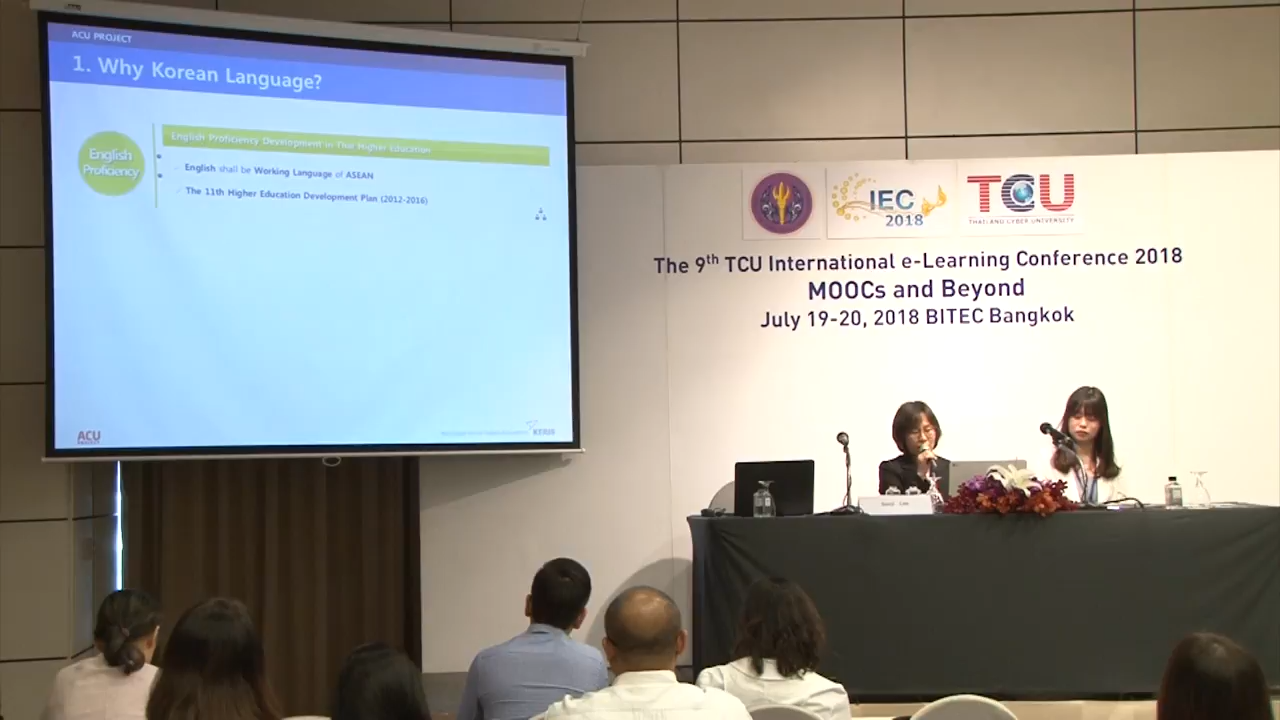 ACU PROJECT
1. Why Korean Language?
English Proficiency
English Proficiency Development in Thai Higher Education
English shall be Working Language of ASEAN
The 11th Higher Education Development Plan (2012-2016)
ACU
PROJECT
KERIS
IEC
2018
TCU
THAILAND CYBER UNIVERSITY
The 9th TCU International e-Learning Conference 2018
MOOCs and Beyond
July 19-20, 2018 BITEC Bangkok